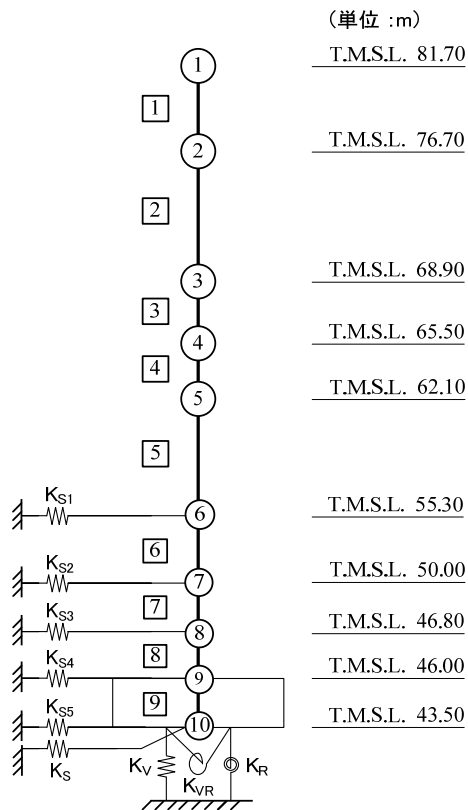 (単位 :m)
1 T.M.S.L. 81.70
1
2 T.M.S.L. 76.70
2
3 T.M.S.L. 68.90
3
4 T.M.S.L. 65.50
4
5 T.M.S.L. 62.10
5
KS1
6 T.M.S.L. 55.30
6
KS2
7 T.M.S.L. 50.00
7
KS3
8 T.M.S.L. 46.80
8
KS4
9 T.M.S.L. 46.00
9
KS5
10 T.M.S.L. 43.50
KS
KV
KVR
KR